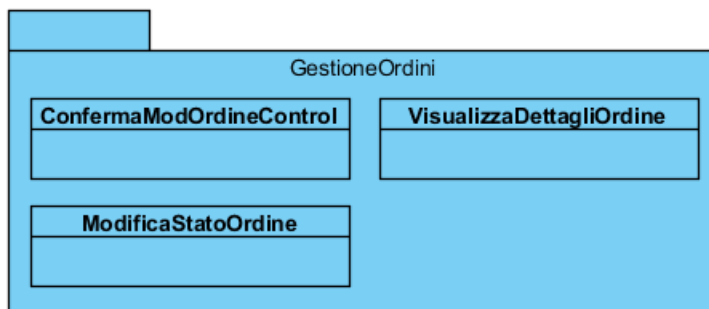 GestioneOrdini
ConfermaModOrdineControl
VisualizzaDettagliOrdine
ModificaStatoOrdine